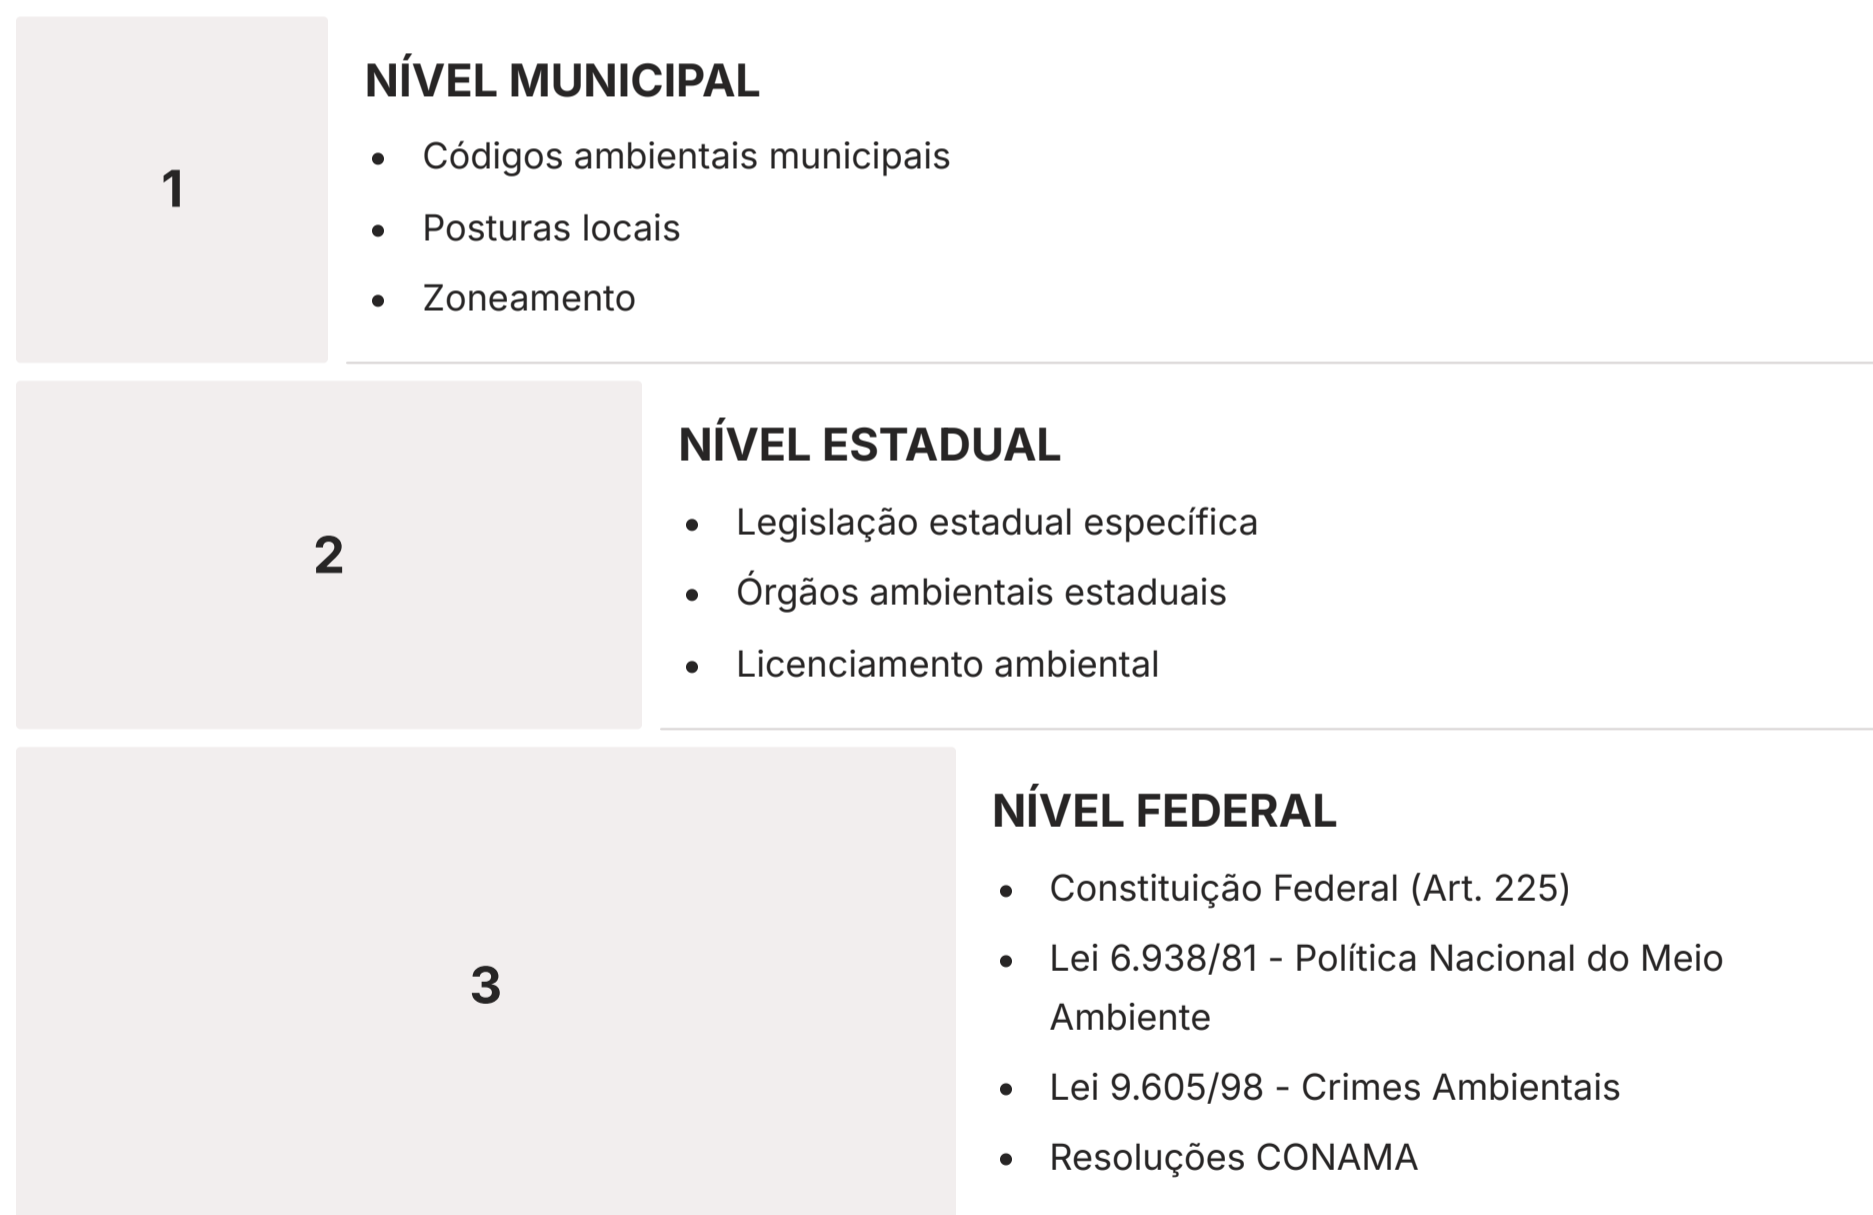 1
NÍVEL MUNICIPAL
• Códigos ambientais municipais
• Posturas locais
• Zoneamento
2
NÍVEL ESTADUAL
• Legislação estadual específica
• Órgãos ambientais estaduais
• Licenciamento ambiental
3
NÍVEL FEDERAL
• Constituição Federal (Art. 225)
• Lei 6.938/81 - Política Nacional do Meio
Ambiente
• Lei 9.605/98 - Crimes Ambientais
• Resoluções CONAMA